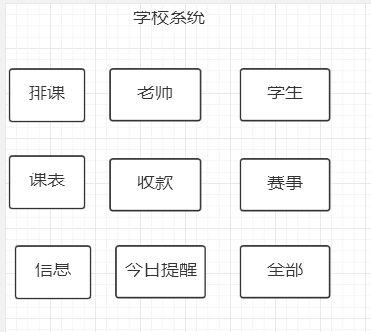 学校系统
排课 老师 学生
课表 收款 赛事
信息 今日提醒 全部